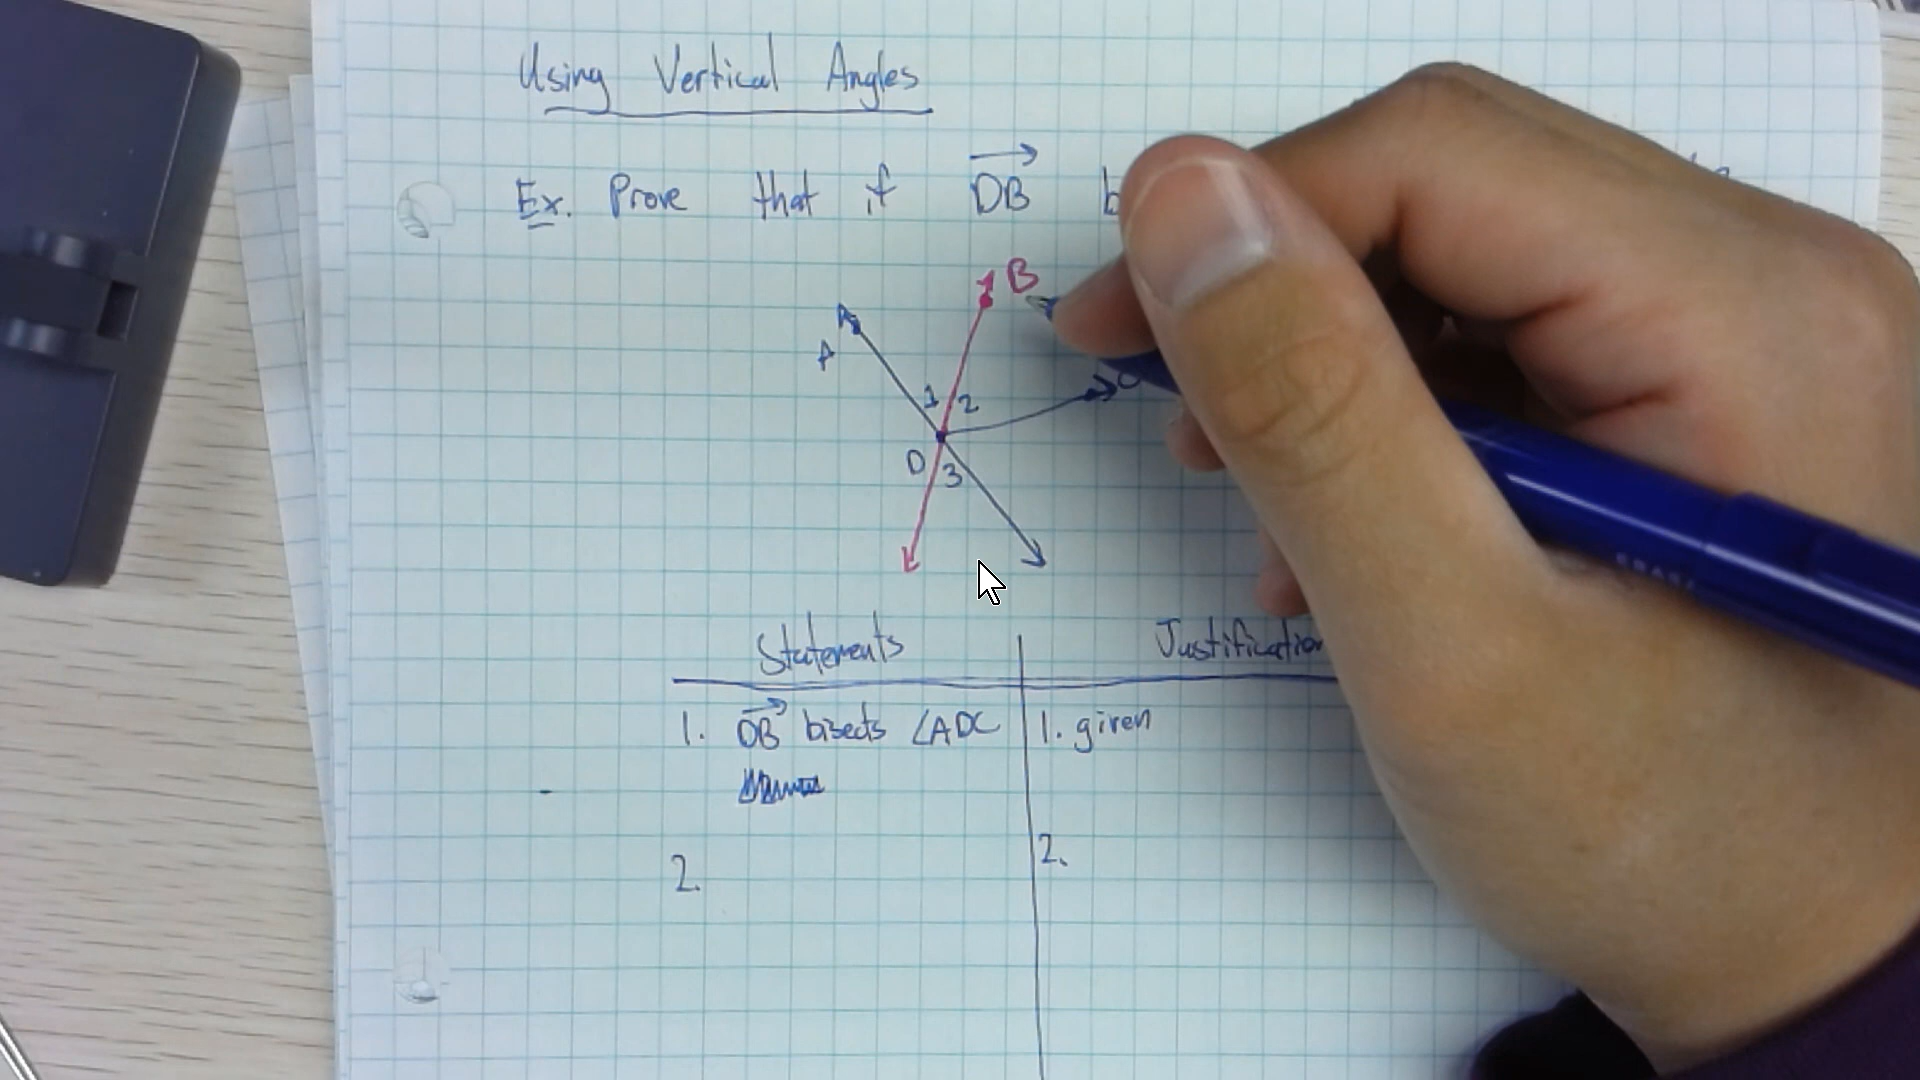 Using Vertical Angles
Ex. Prove that if DB
B
A
1 2
D 3
Statements Justification
1. DB bisects ∠ADC 1. given
2. 2.